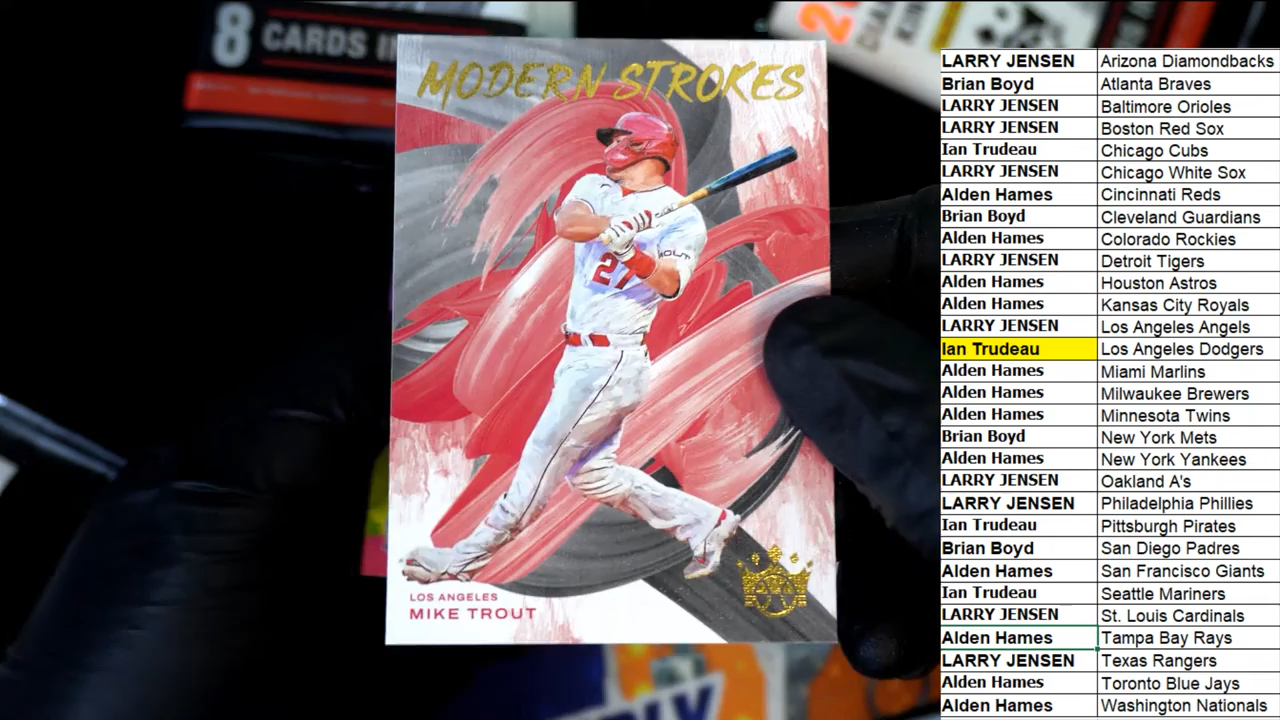 8 CARDS
MODERN STROKES
27
LOS ANGELES
MIKE TROUT
LARRY JENSEN Arizona Diamondbacks
Brian Boyd Atlanta Braves
LARRY JENSEN Baltimore Orioles
LARRY JENSEN Boston Red Sox
Ian Trudeau Chicago Cubs
LARRY JENSEN Chicago White Sox
Alden Hames Cincinnati Reds
Brian Boyd Cleveland Guardians
Alden Hames Colorado Rockies
LARRY JENSEN Detroit Tigers
Alden Hames Houston Astros
Alden Hames Kansas City Royals
LARRY JENSEN Los Angeles Angels
Ian Trudeau Los Angeles Dodgers
Alden Hames Miami Marlins
Alden Hames Milwaukee Brewers
Alden Hames Minnesota Twins
Brian Boyd New York Mets
Alden Hames New York Yankees
LARRY JENSEN Oakland A's
LARRY JENSEN Philadelphia Phillies
Ian Trudeau Pittsburgh Pirates
Brian Boyd San Diego Padres
Alden Hames San Francisco Giants
Ian Trudeau Seattle Mariners
LARRY JENSEN St. Louis Cardinals
Alden Hames Tampa Bay Rays
LARRY JENSEN Texas Rangers
Alden Hames Toronto Blue Jays
Alden Hames Washington Nationals